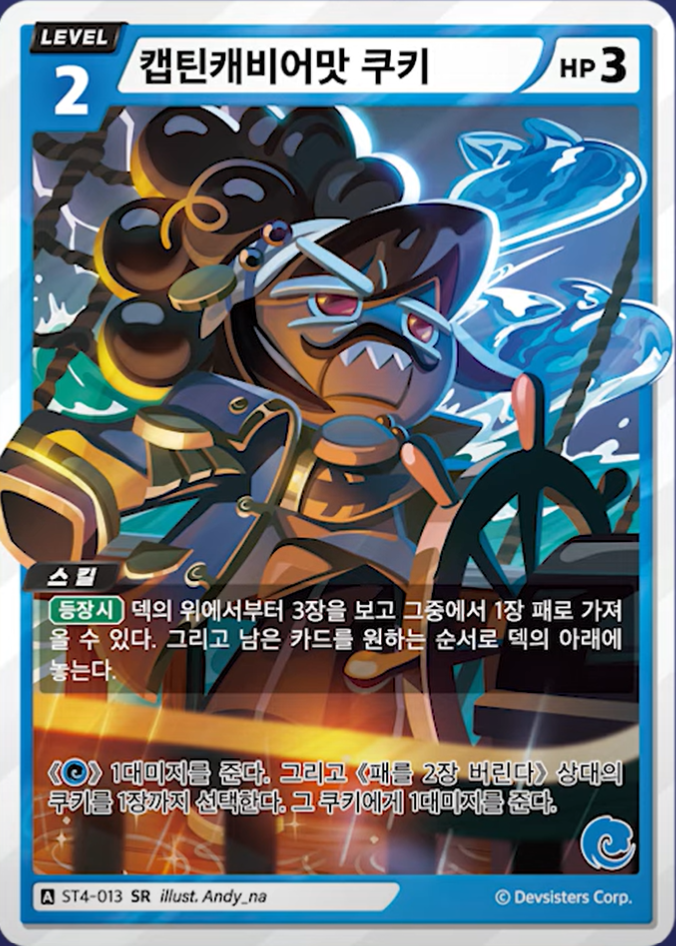 LEVEL
2
캡틴캐비어맛 쿠키
HP 3
스킬
등장시 덱의 위에서부터 3장을 보고 그중에서 1장 패로 가져
올 수 있다. 그리고 남은 카드를 원하는 순서로 덱의 아래에
놓는다.
《》 1대미지를 준다. 그리고 《패를 2장 버린다》 상대의
쿠키를 1장까지 선택한다. 그 쿠키에게 1대미지를 준다.
A ST4-013 SR illust. Andy_na
© Devsisters Corp.